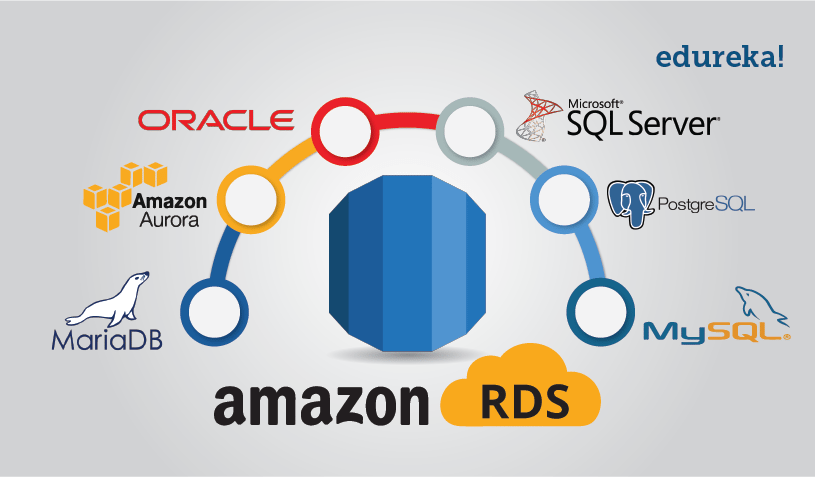 edureka!
ORACLE
Microsoft®
SQL Server®
Amazon
Aurora
PostgreSQL
MariaDB
MySQL®
amazon RDS